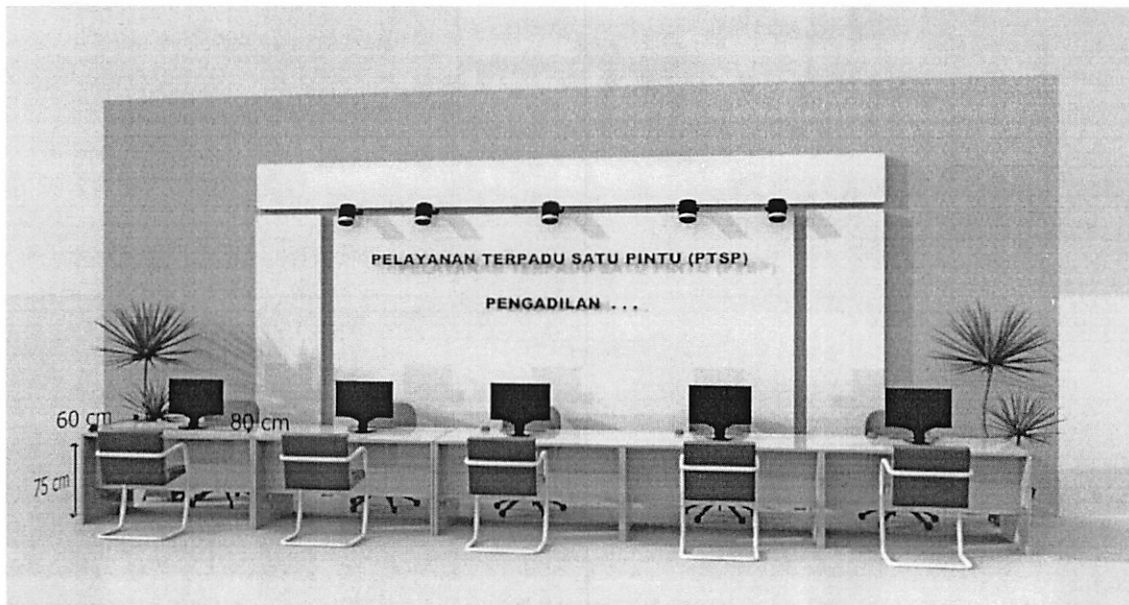 PELAYANAN TERPADU SATU PINTU (PTSP)
PENGADILAN . . .
60 cm
80 cm
75 cm